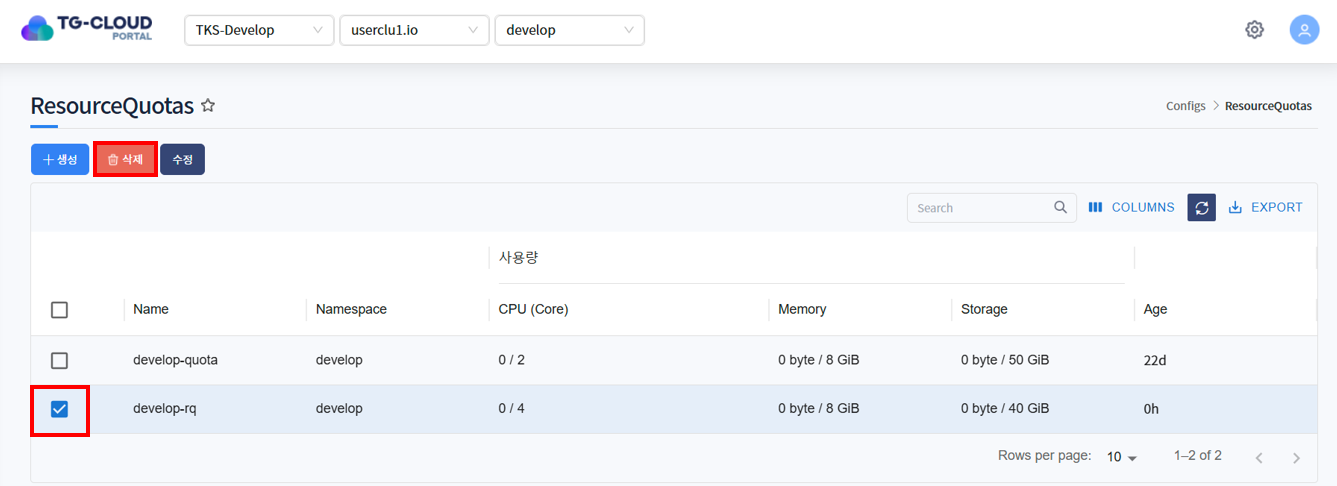 TG-CLOUD
PORTAL
TKS-Develop
userclu1.io
develop
ResourceQuotas
Configs > ResourceQuotas
+ 생성
삭제
수정
Search
COLUMNS
EXPORT
사용량
Name Namespace CPU (Core) Memory Storage Age
develop-quota develop 0 / 2 0 byte / 8 GiB 0 byte / 50 GiB 22d
develop-rq develop 0 / 4 0 byte / 8 GiB 0 byte / 40 GiB 0h
Rows per page: 10 1–2 of 2